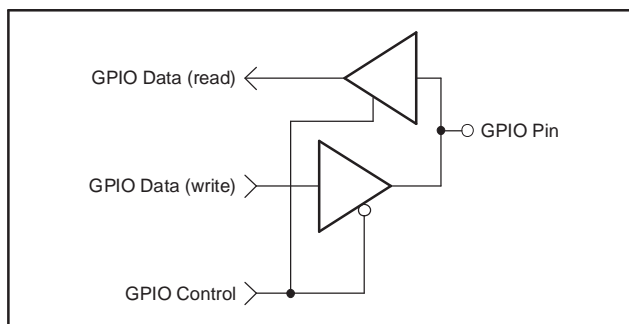 GPIO Data (read)
GPIO Pin
GPIO Data (write)
GPIO Control